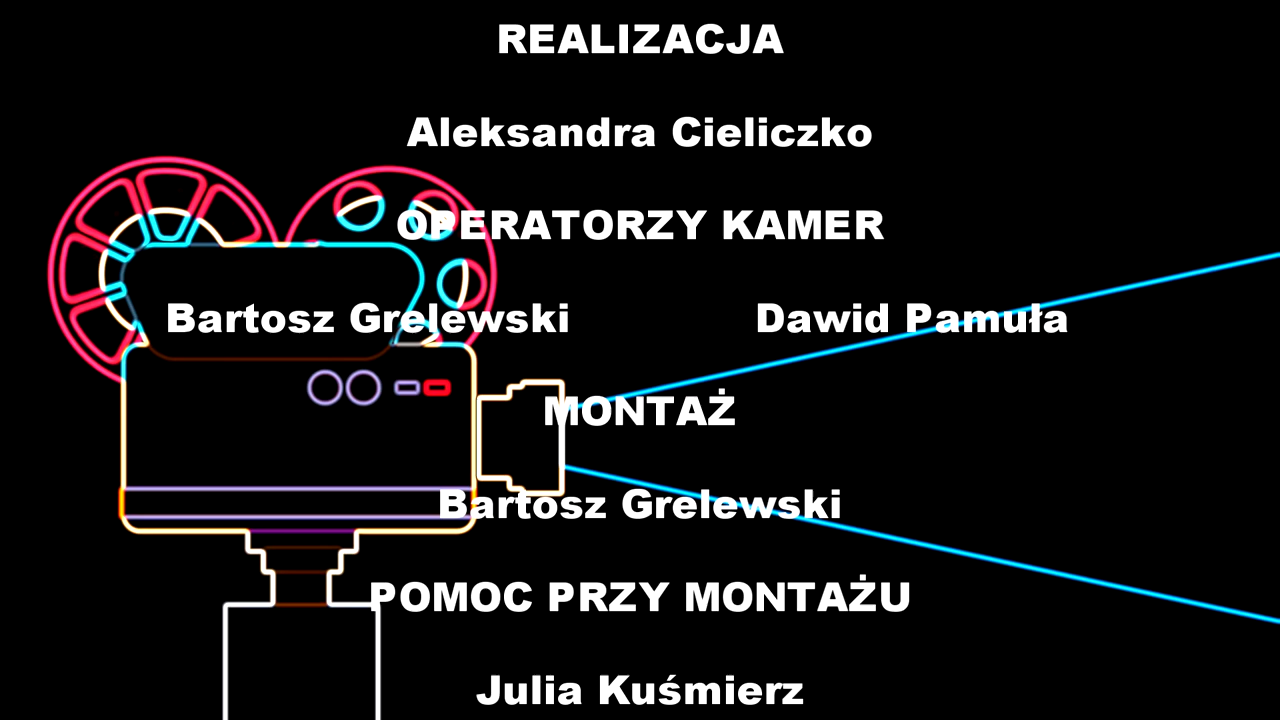 REALIZACJA
Aleksandra Cieliczko
OPERATORZY KAMER
Bartosz Grelewski Dawid Pamuła
MONTAŻ
Bartosz Grelewski
POMOC PRZY MONTAŻU
Julia Kuśmierz